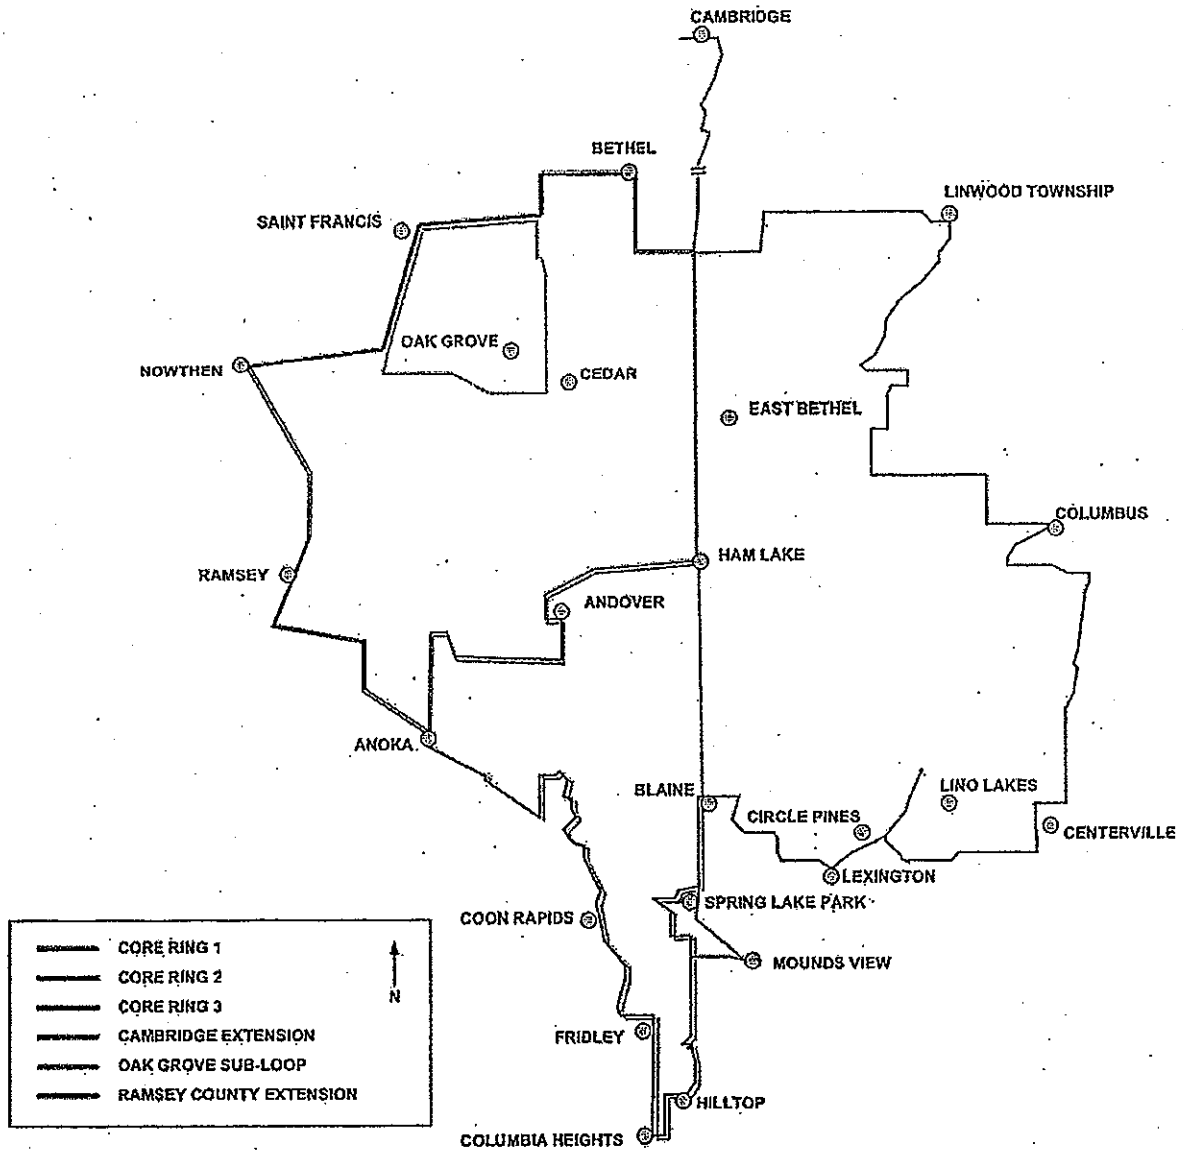 CAMBRIDGE
BETHEL
LINWOOD TOWNSHIP
SAINT FRANCIS
OAK GROVE
NOWTHEN
CEDAR
EAST BETHEL
COLUMBUS
HAM LAKE
RAMSEY
ANDOVER
ANOKA
BLAINE
LINO LAKES
CIRCLE PINES
CENTERVILLE
LEXINGTON
SPRING LAKE PARK
COON RAPIDS
MOUNDS VIEW
FRIDLEY
HILLTOP
COLUMBIA HEIGHTS
CORE RING 1
CORE RING 2
CORE RING 3
CAMBRIDGE EXTENSION
OAK GROVE SUB-LOOP
RAMSEY COUNTY EXTENSION
N